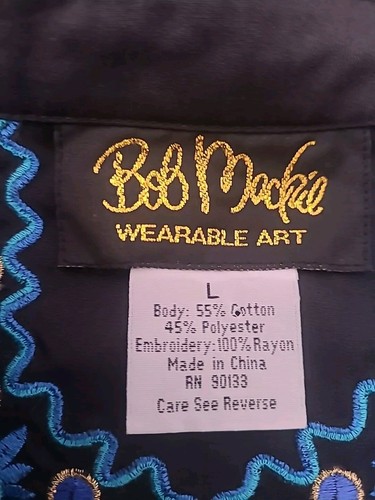 Bob Mackie
WEARABLE ART
L
Body: 55% Cotton
45% Polyester
Embroidery:100% Rayon
Made in China
RN 90133
Care See Reverse